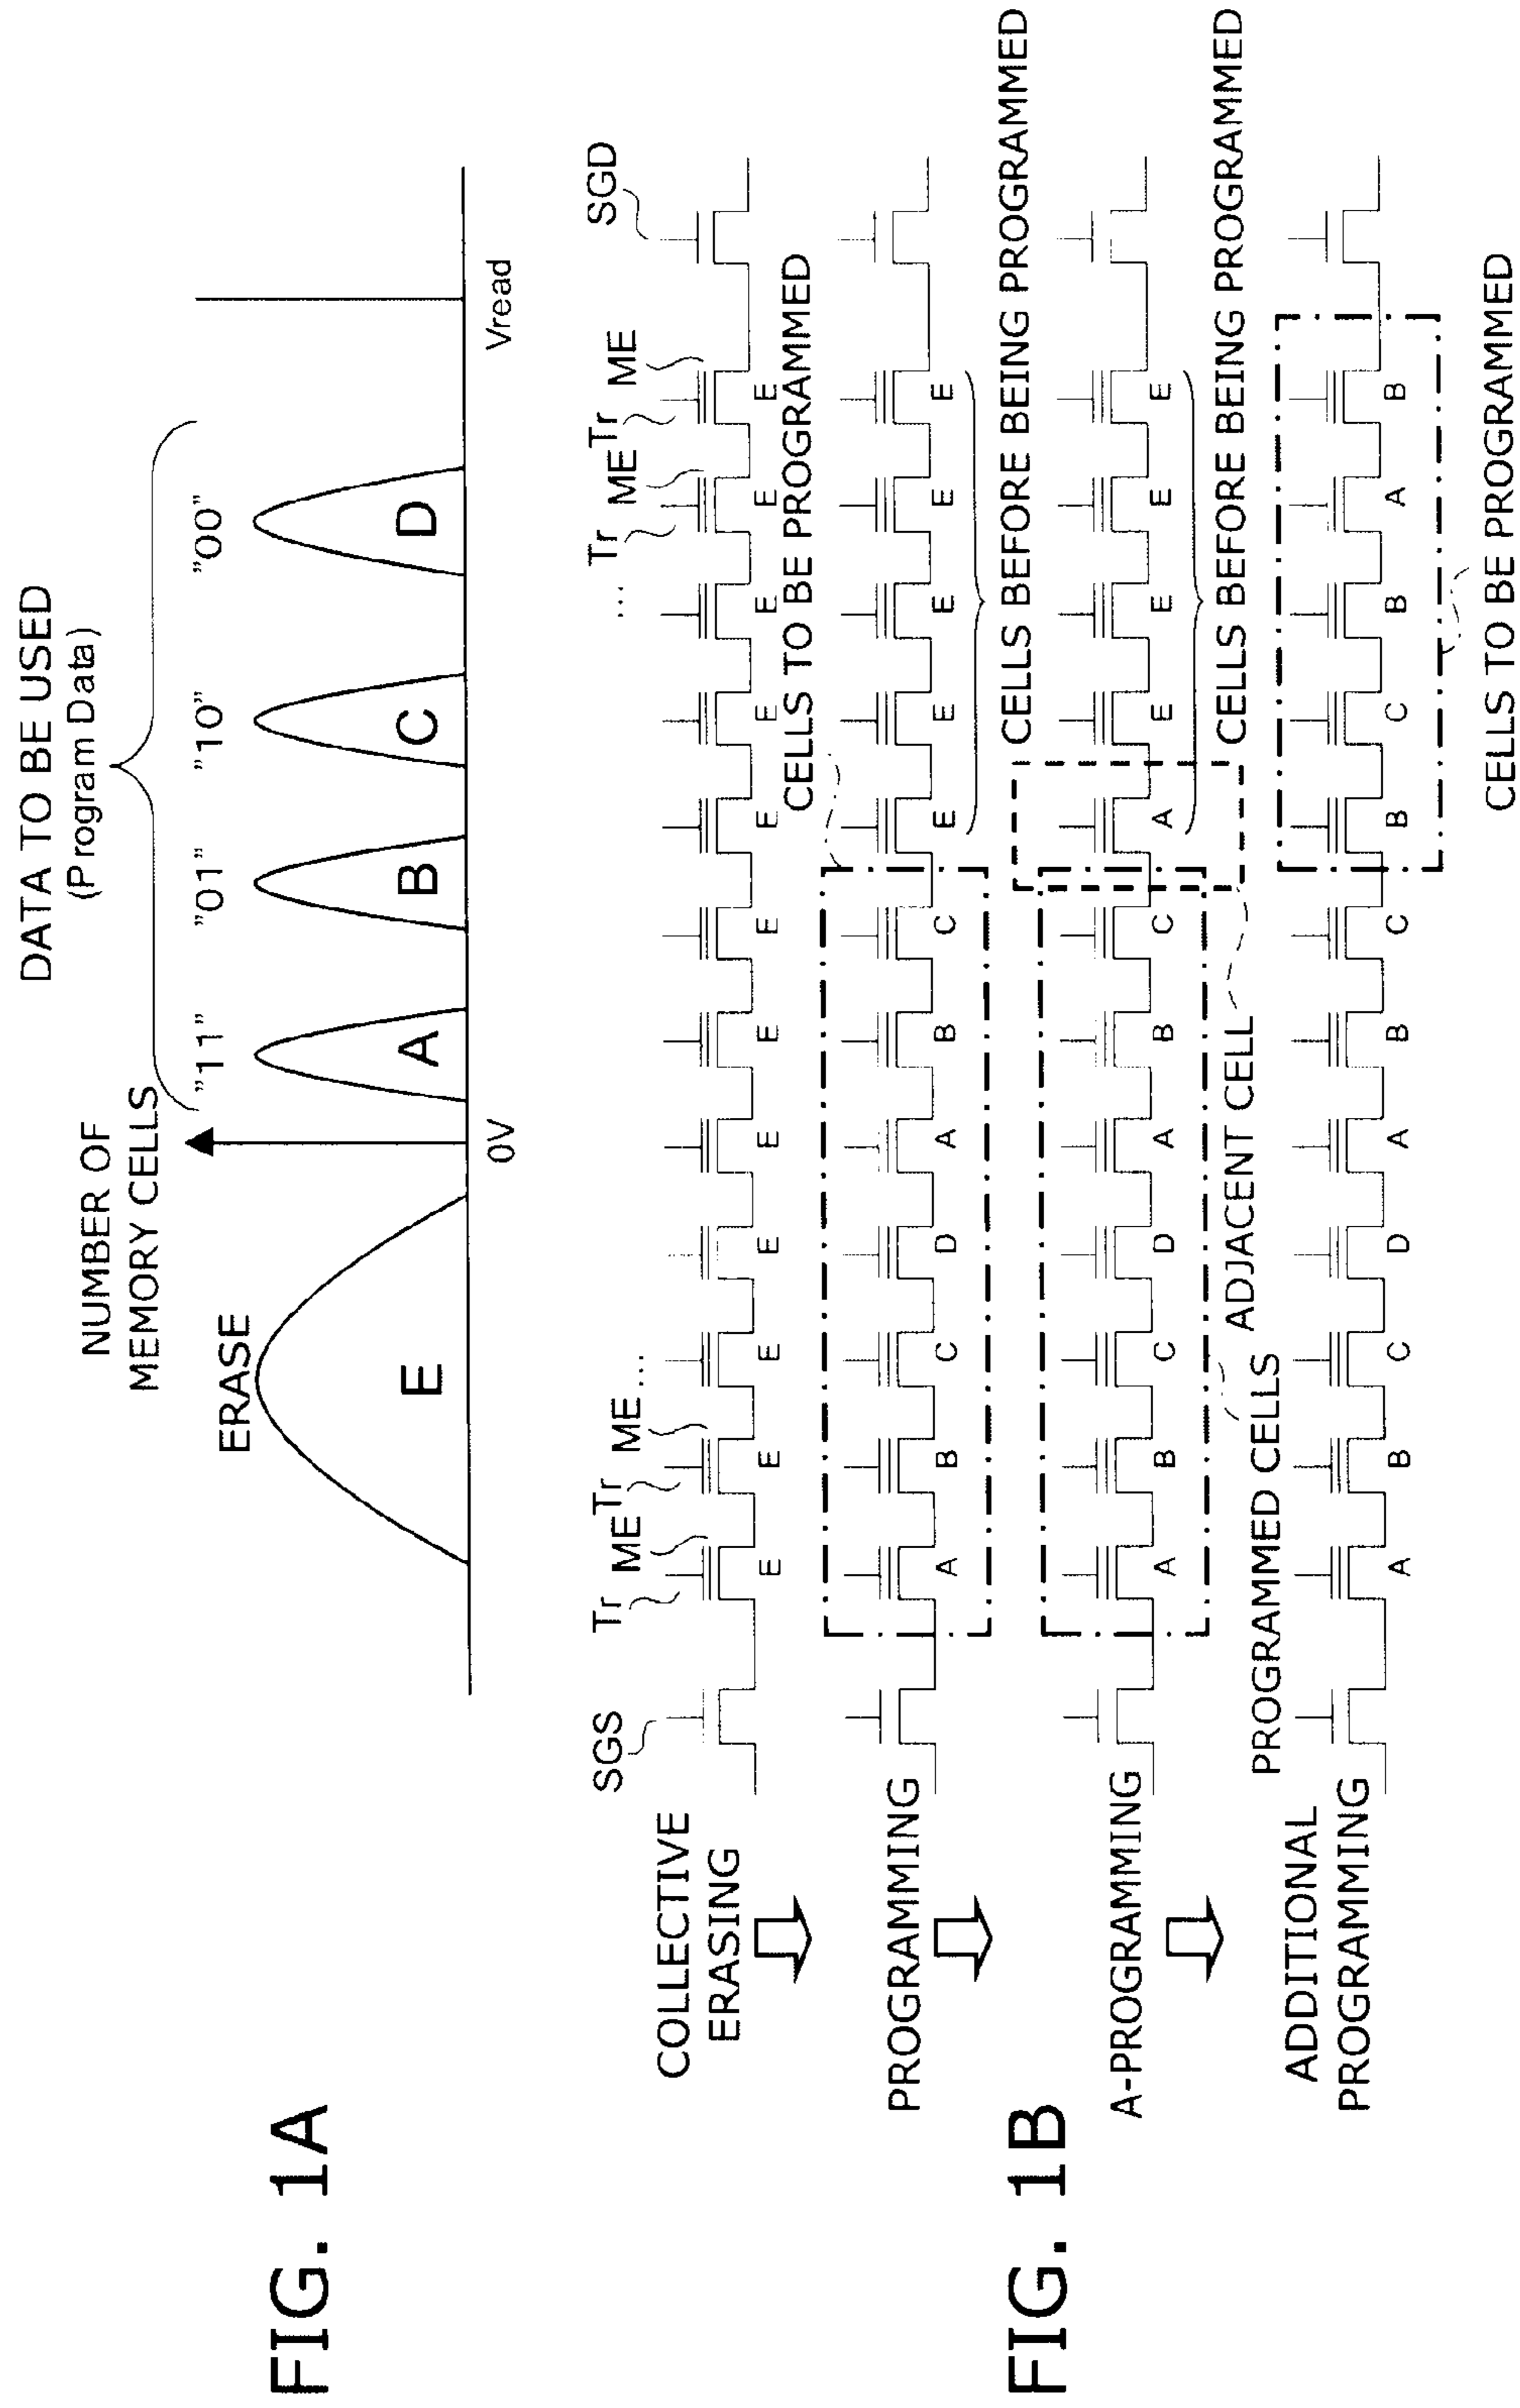 FIG. 1A
DATA TO BE USED
(Program Data)
NUMBER OF
MEMORY CELLS
"11" "01" "10" "00"
ERASE
E A B C D
0V Vread
FIG. 1B
SGS Tr ME Tr ME ... ... Tr ME Tr ME SGD
COLLECTIVE
ERASING
E E E E E E E E E E E E
CELLS TO BE PROGRAMMED
PROGRAMMING
A B C D A B C E E E E E
CELLS BEFORE BEING PROGRAMMED
A-PROGRAMMING
A B C D A B C A E E E E
PROGRAMMED CELLS
ADJACENT CELL
CELLS BEFORE BEING PROGRAMMED
ADDITIONAL
PROGRAMMING
A B C D A B C B C B A B
CELLS TO BE PROGRAMMED